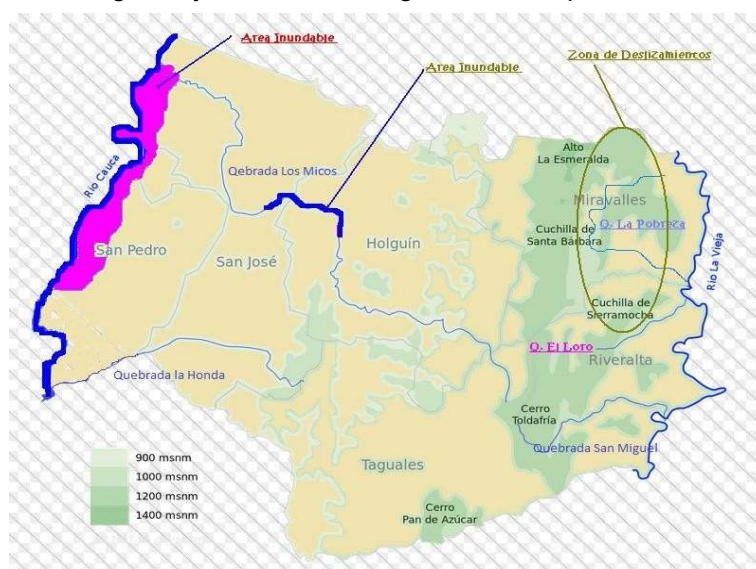 Area Inundable
Area Inundable
Zona de Deslizamientos
Rio Cauca
Qebrada Los Micos
Alto
La Esmeralda
Miravalles
Q. La Pobreza
Cuchilla de
Santa Bárbara
Rio La Vieja
San Pedro
San José
Holguín
Cuchilla de
Sierramocha
Q. El Loro
Riveralta
Quebrada la Honda
Cerro
Toldafría
Quebrada San Miguel
Taguales
900 msnm
1000 msnm
1200 msnm
1400 msnm
Cerro
Pan de Azúcar